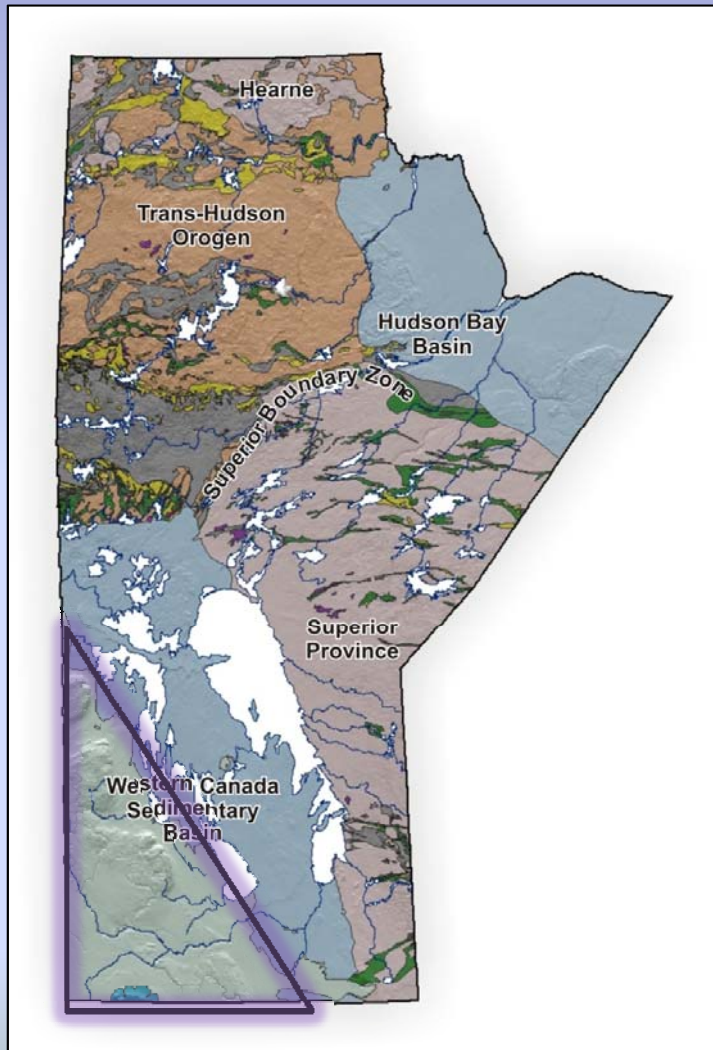 Hearne
Trans-Hudson
Orogen
Hudson Bay
Basin
Superior Boundary Zone
Superior
Province
Western Canada
Sedimentary
Basin